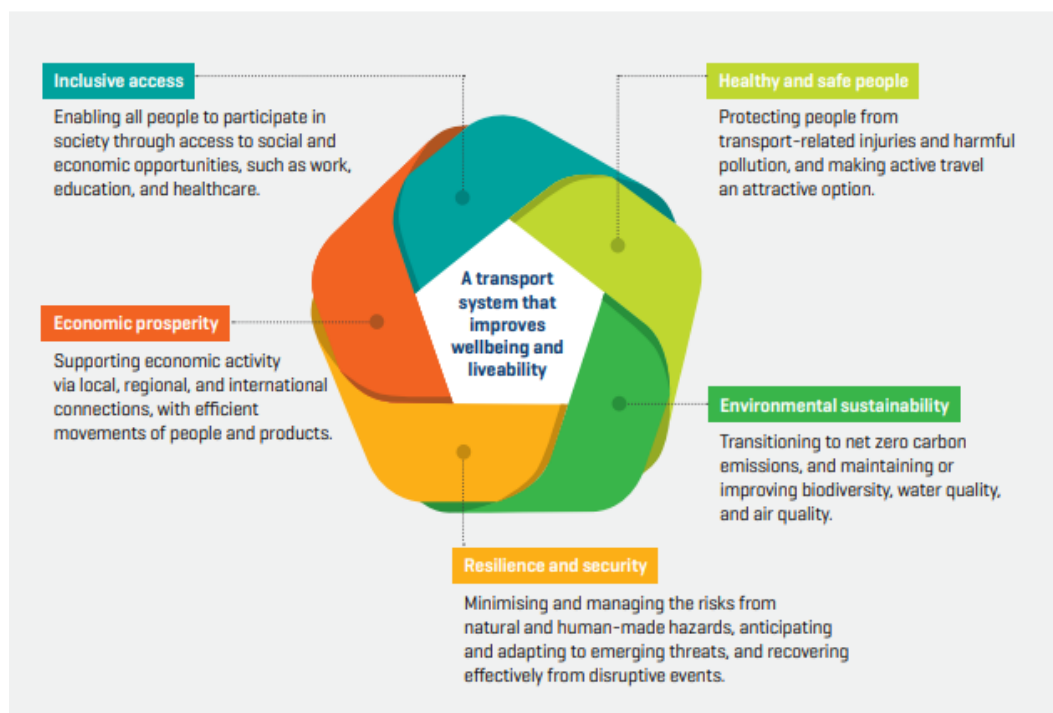 Inclusive access
Enabling all people to participate in
society through access to social and
economic opportunities, such as work,
education, and healthcare.
Healthy and safe people
Protecting people from
transport-related injuries and harmful
pollution, and making active travel
an attractive option.
A transport
system that
improves
wellbeing and
liveability
Economic prosperity
Supporting economic activity
via local, regional, and international
connections, with efficient
movements of people and products.
Environmental sustainability
Transitioning to net zero carbon
emissions, and maintaining or
improving biodiversity, water quality,
and air quality.
Resilience and security
Minimising and managing the risks from
natural and human-made hazards, anticipating
and adapting to emerging threats, and recovering
effectively from disruptive events.